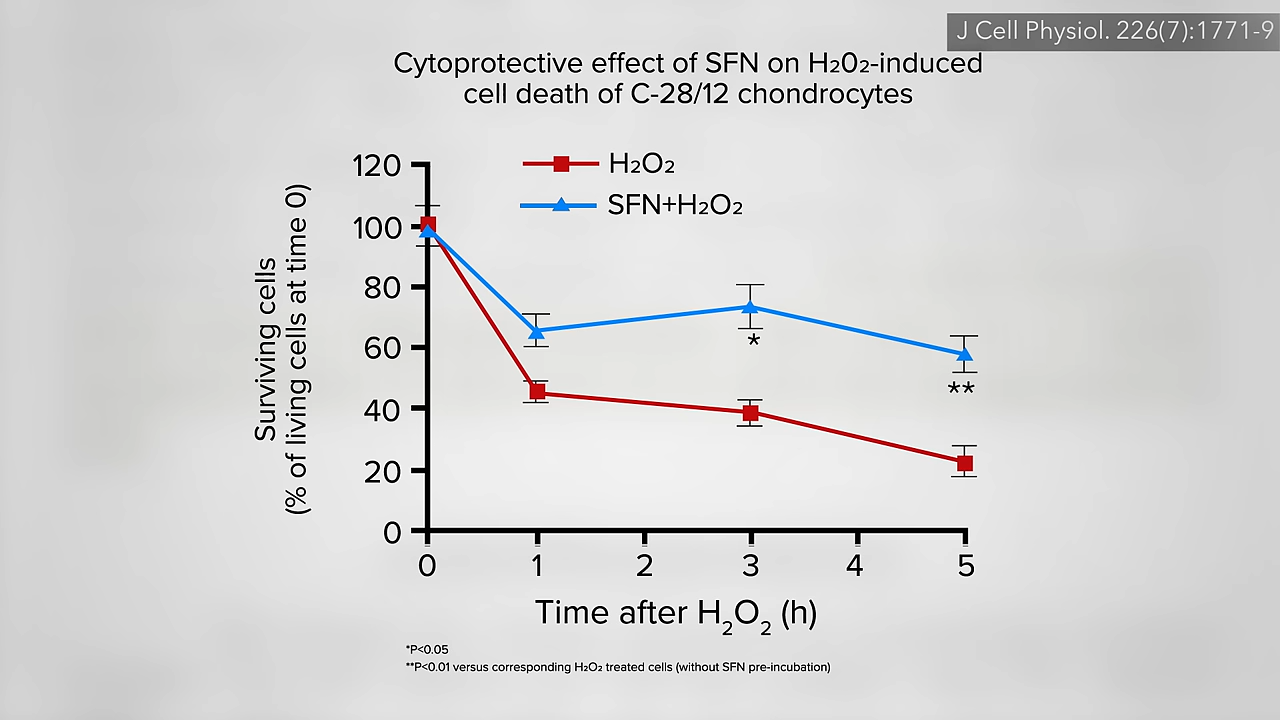 J Cell Physiol. 226(7):1771-9
Cytoprotective effect of SFN on H₂0₂-induced
cell death of C-28/12 chondrocytes
H₂O₂
SFN+H₂O₂
Surviving cells
(% of living cells at time 0)
120
100
80
60
40
20
0
*
**
0 1 2 3 4 5
Time after H₂O₂ (h)
*P<0.05
**P<0.01 versus corresponding H₂O₂ treated cells (without SFN pre-incubation)